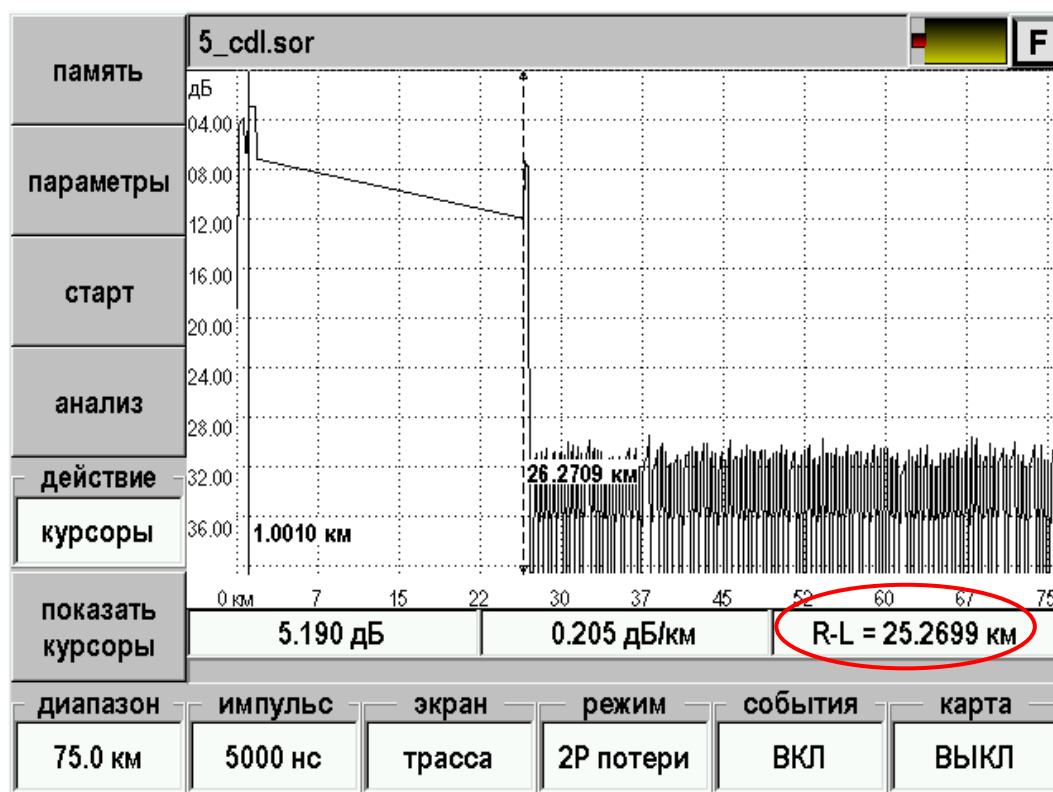 5_cdl.sor
F
память
параметры
старт
анализ
действие
курсоры
показать
курсоры
дБ
04.00
08.00
12.00
16.00
20.00
24.00
28.00
32.00
36.00
1.0010 км
26.2709 км
0 км 7 15 22 30 37 45 52 60 67 75
5.190 дБ 0.205 дБ/км R-L = 25.2699 км
диапазон импульс экран режим события карта
75.0 км 5000 нс трасса 2P потери ВКЛ ВЫКЛ